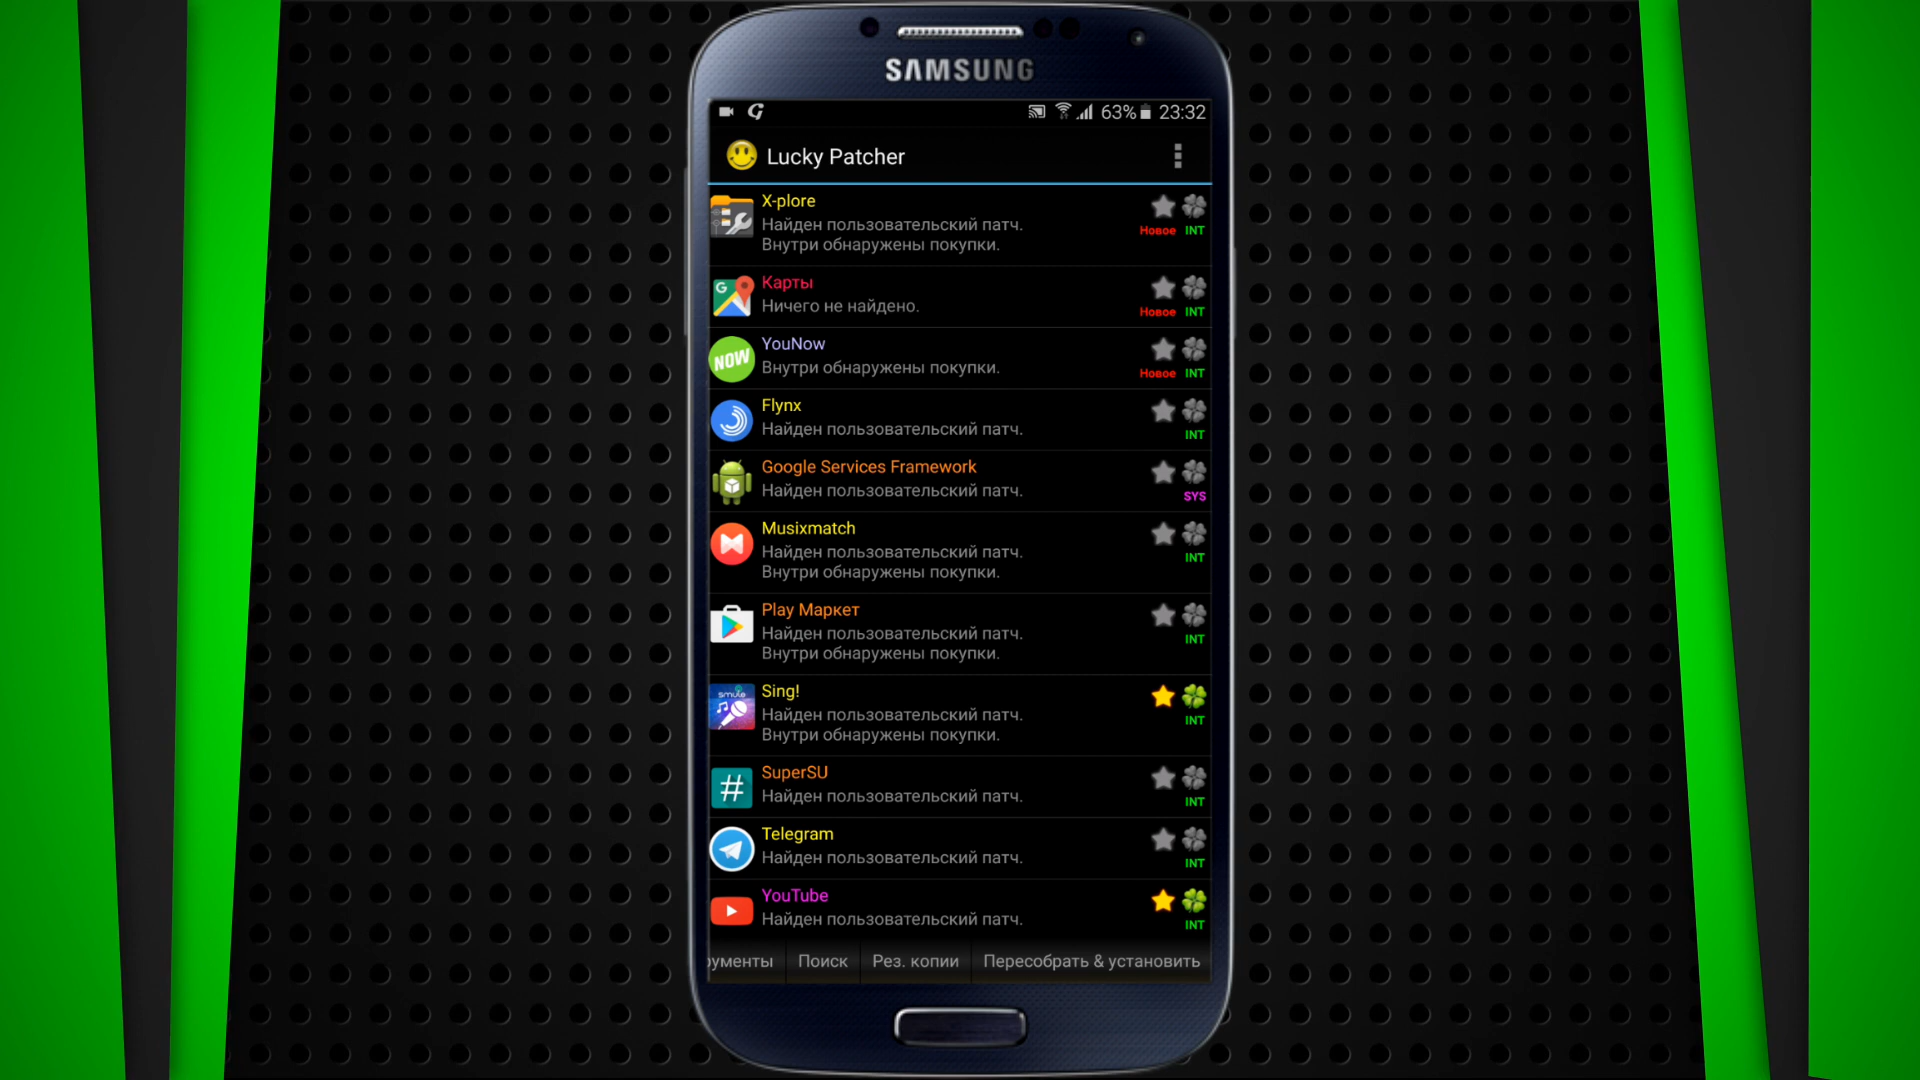 SAMSUNG
63% 23:32
Lucky Patcher
X-plore
Найден пользовательский патч.
Внутри обнаружены покупки.
Новое INT
Карты
Ничего не найдено.
Новое INT
YouNow
Внутри обнаружены покупки.
Новое INT
NOW
Flynx
Найден пользовательский патч.
INT
Google Services Framework
Найден пользовательский патч.
SYS
Musixmatch
Найден пользовательский патч.
Внутри обнаружены покупки.
INT
Play Маркет
Найден пользовательский патч.
Внутри обнаружены покупки.
INT
smule
Sing!
Найден пользовательский патч.
Внутри обнаружены покупки.
INT
#
SuperSU
Найден пользовательский патч.
INT
Telegram
Найден пользовательский патч.
INT
YouTube
Найден пользовательский патч.
INT
рументы Поиск Рез. копии Пересобрать & установить